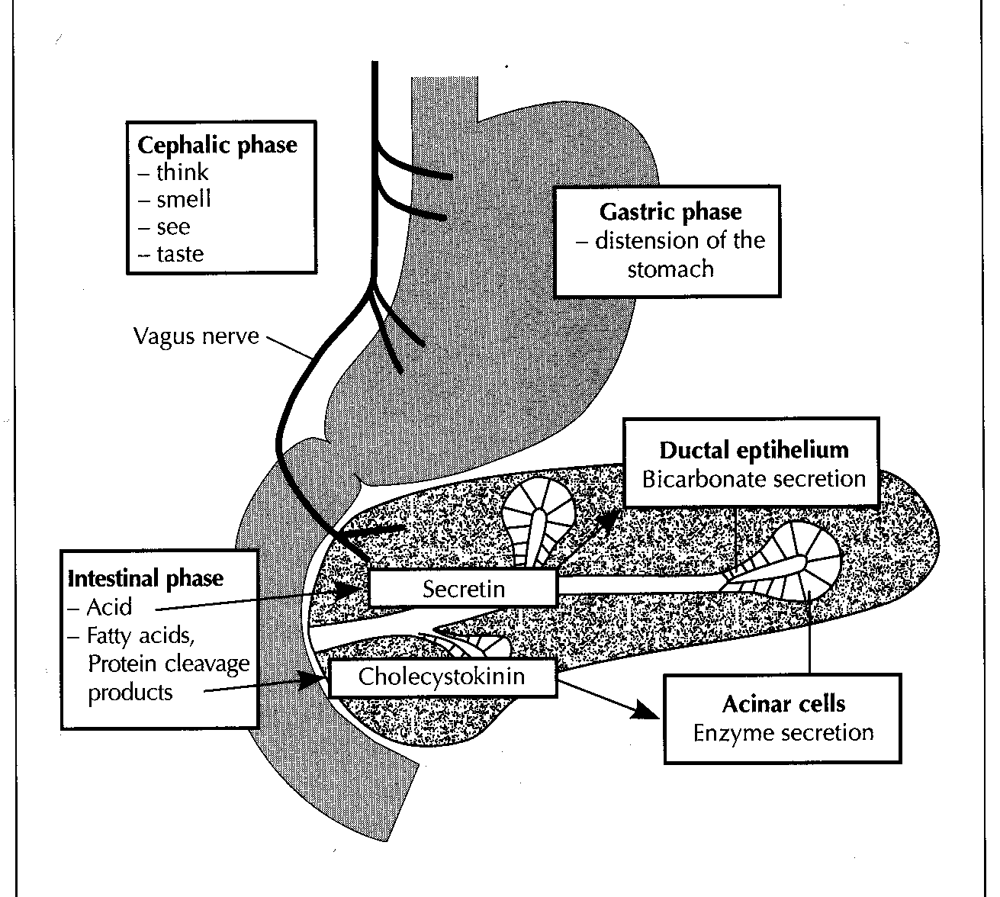 Cephalic phase
– think
– smell
– see
– taste
Gastric phase
– distension of the
stomach
Vagus nerve
Ductal eptihelium
Bicarbonate secretion
Intestinal phase
– Acid
– Fatty acids,
Protein cleavage
products
Secretin
Cholecystokinin
Acinar cells
Enzyme secretion